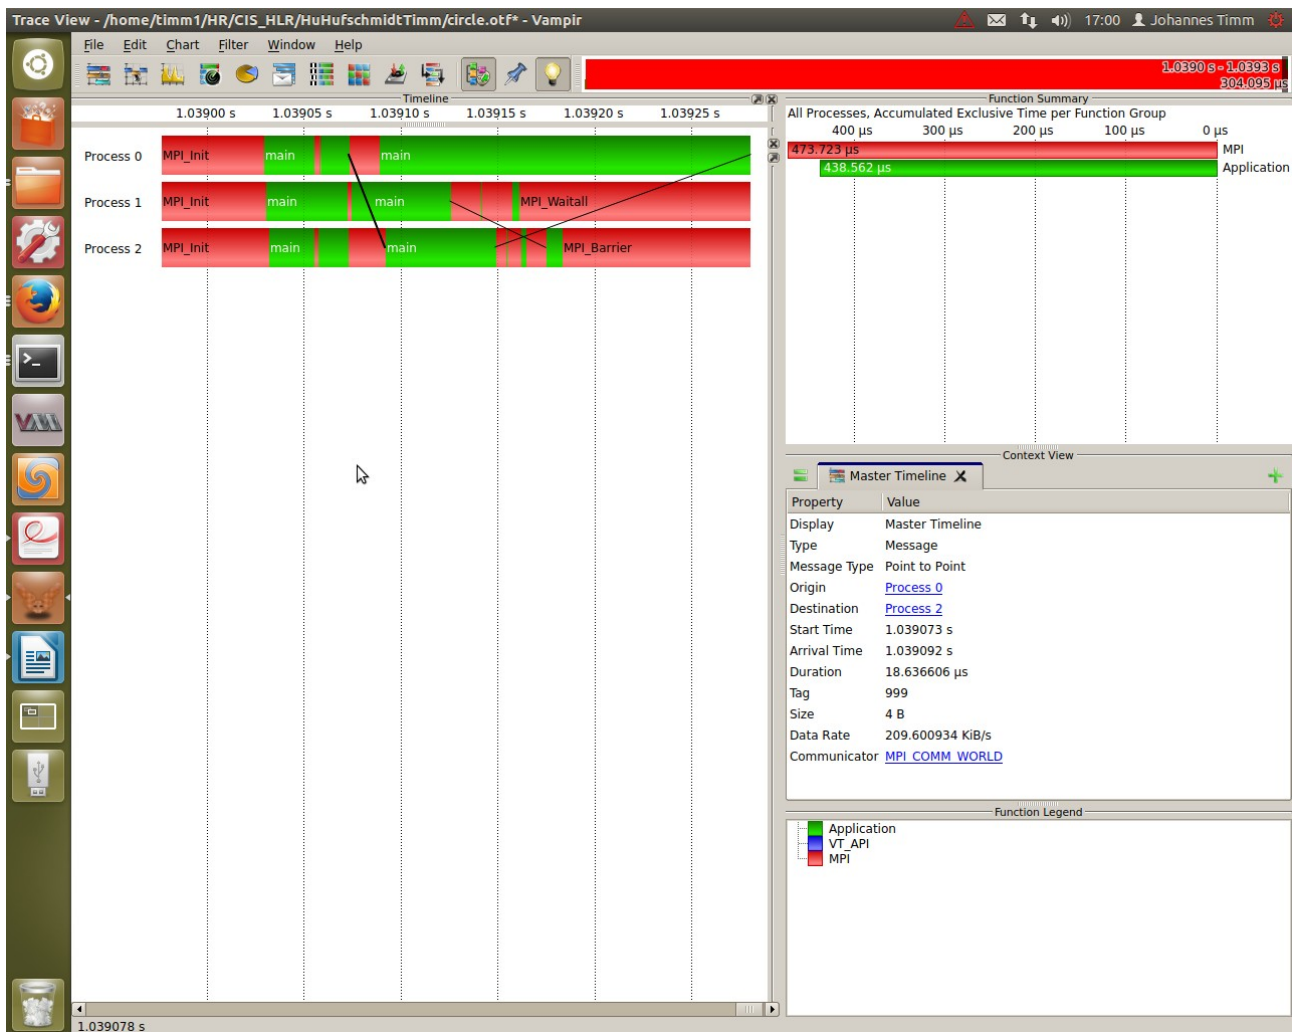 Trace View - /home/timm1/HR/CIS_HLR/HuHufschmidtTimm/circle.otf* - Vampir 17:00 Johannes Timm
File Edit Chart Filter Window Help
1.0390 s - 1.0393 s
304.095 µs
Timeline
1.03900 s 1.03905 s 1.03910 s 1.03915 s 1.03920 s 1.03925 s
Process 0 MPI_Init main main
Process 1 MPI_Init main main MPI_Waitall
Process 2 MPI_Init main main MPI_Barrier
Function Summary
All Processes, Accumulated Exclusive Time per Function Group
400 µs 300 µs 200 µs 100 µs 0 µs
473.723 µs MPI
438.562 µs Application
Context View
Master Timeline
Property Value
Display Master Timeline
Type Message
Message Type Point to Point
Origin Process 0
Destination Process 2
Start Time 1.039073 s
Arrival Time 1.039092 s
Duration 18.636606 µs
Tag 999
Size 4 B
Data Rate 209.600934 KiB/s
Communicator MPI_COMM_WORLD
Function Legend
Application
VT_API
MPI
1.039078 s